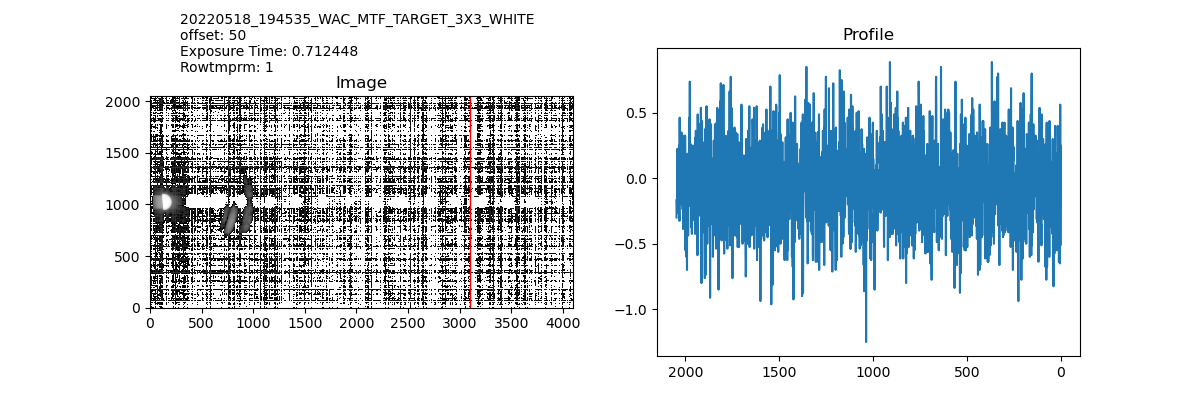 20220518_194535_WAC_MTF_TARGET_3X3_WHITE
offset: 50
Exposure Time: 0.712448
Rowtmprm: 1
Image
2000
1500
1000
500
0
0 500 1000 1500 2000 2500 3000 3500 4000
Profile
0.5
0.0
−0.5
−1.0
2000 1500 1000 500 0